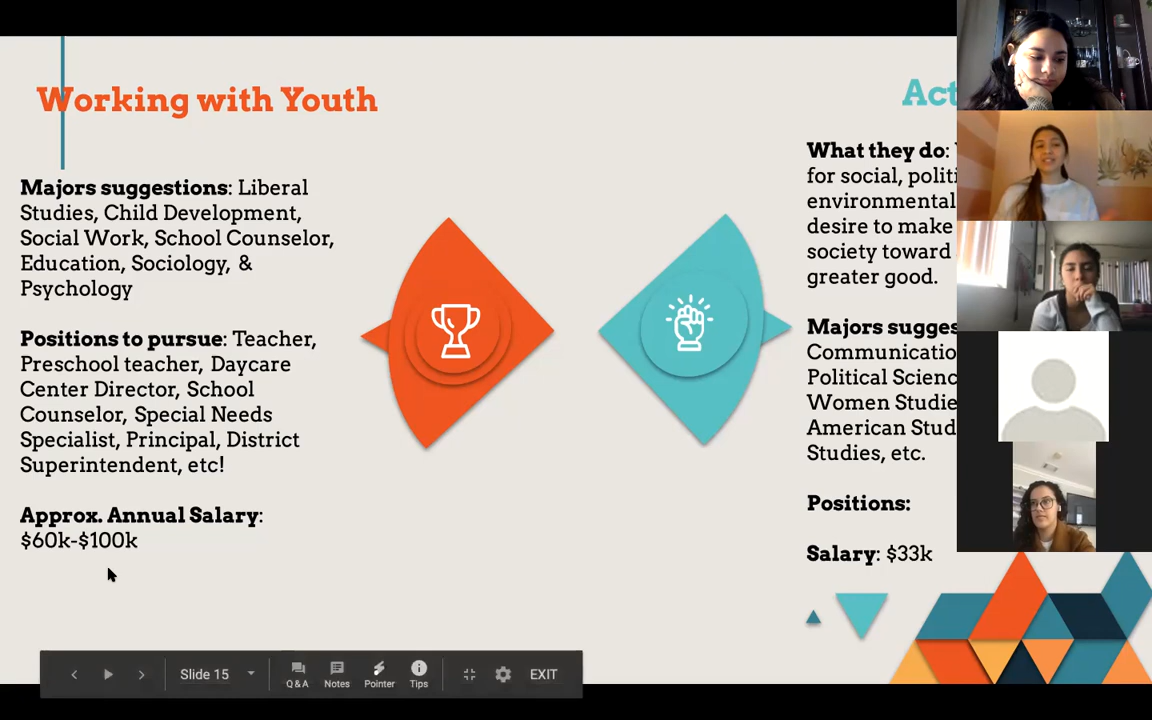 Working with Youth
Majors suggestions: Liberal
Studies, Child Development,
Social Work, School Counselor,
Education, Sociology, &
Psychology
Positions to pursue: Teacher,
Preschool teacher, Daycare
Center Director, School
Counselor, Special Needs
Specialist, Principal, District
Superintendent, etc!
Approx. Annual Salary:
$60k-$100k
Act
What they do:
for social, politi
environmental
desire to make
society toward
greater good.
Majors sugges
Communicatio
Political Scienc
Women Studie
American Stud
Studies, etc.
Positions:
Salary: $33k
Slide 15
Q&A
Notes
Pointer
Tips
EXIT